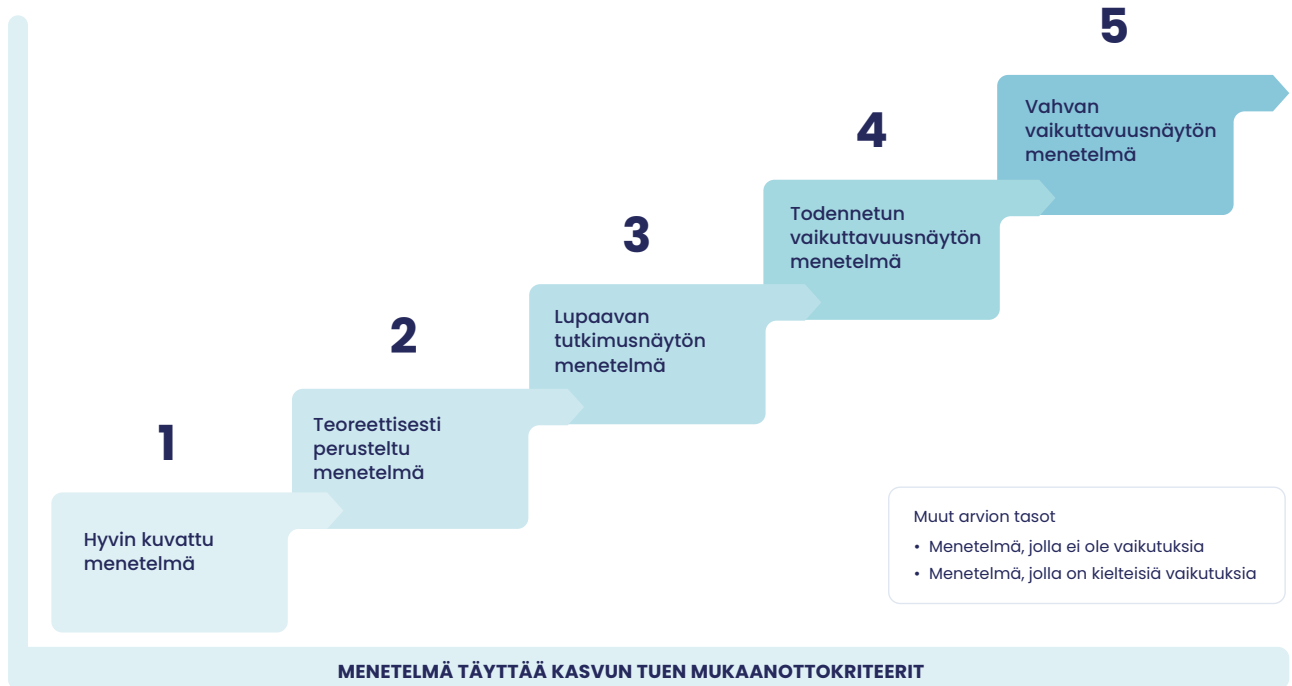 1
Hyvin kuvattu
menetelmä
2
Teoreettisesti
perusteltu
menetelmä
3
Lupaavan
tutkimusnäytön
menetelmä
4
Todennetun
vaikuttavuusnäytön
menetelmä
5
Vahvan
vaikuttavuusnäytön
menetelmä
Muut arvion tasot
• Menetelmä, jolla ei ole vaikutuksia
• Menetelmä, jolla on kielteisiä vaikutuksia
MENETELMÄ TÄYTTÄÄ KASVUN TUEN MUKAANOTTOKRITEERIT